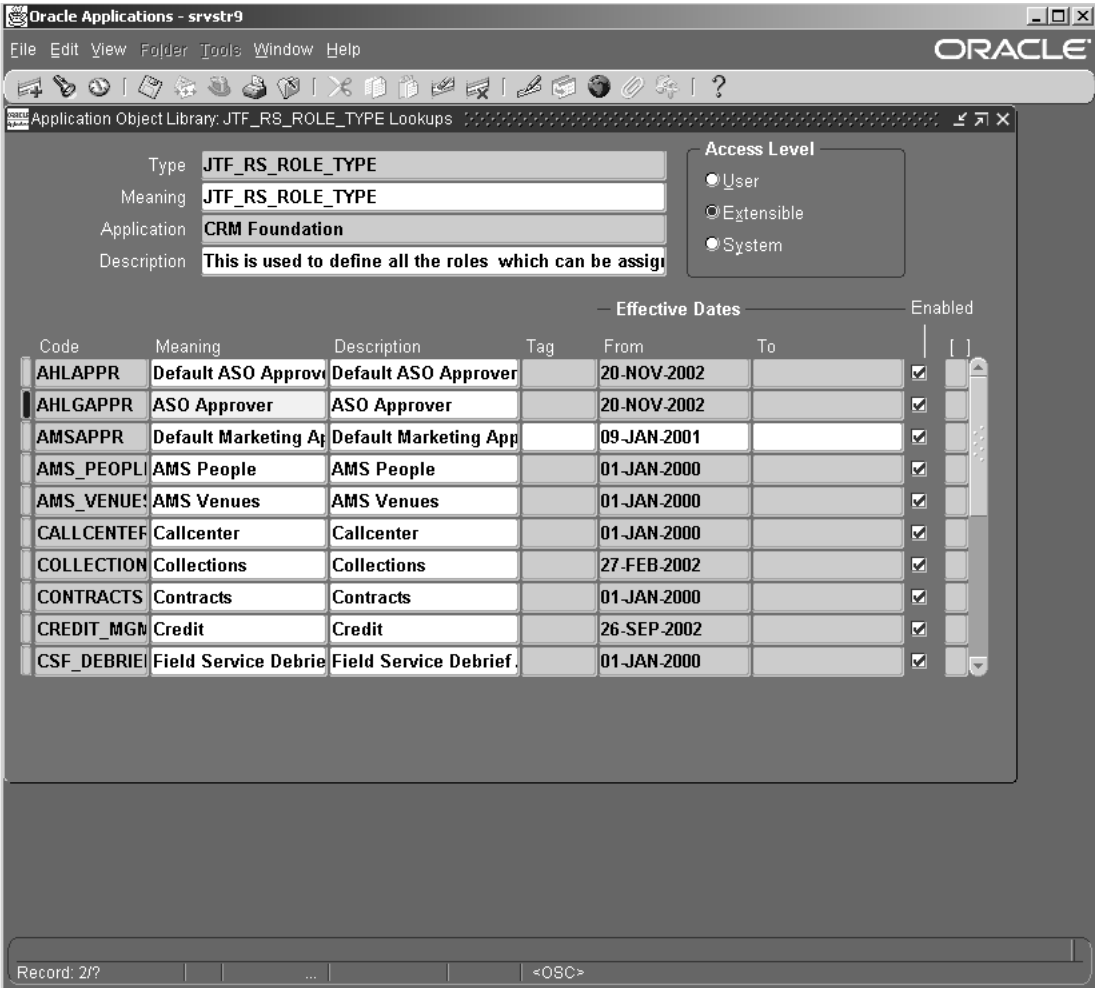 Oracle Applications - srvstr9
File Edit View Folder Tools Window Help
ORACLE
Application Object Library: JTF_RS_ROLE_TYPE Lookups
Type JTF_RS_ROLE_TYPE
Meaning JTF_RS_ROLE_TYPE
Application CRM Foundation
Description This is used to define all the roles which can be assig
Access Level
User
Extensible
System
Effective Dates Enabled
Code Meaning Description Tag From To [ ]
AHLAPPR Default ASO Approv Default ASO Approver 20-NOV-2002
AHLGAPPR ASO Approver ASO Approver 20-NOV-2002
AMSAPPR Default Marketing Ap Default Marketing App 09-JAN-2001
AMS_PEOPL AMS People AMS People 01-JAN-2000
AMS_VENUE AMS Venues AMS Venues 01-JAN-2000
CALLCENTER Callcenter Callcenter 01-JAN-2000
COLLECTION Collections Collections 27-FEB-2002
CONTRACTS Contracts Contracts 01-JAN-2000
CREDIT_MGM Credit Credit 26-SEP-2002
CSF_DEBRIE Field Service Debrie Field Service Debrief 01-JAN-2000
Record: 2/? ... <OSC>